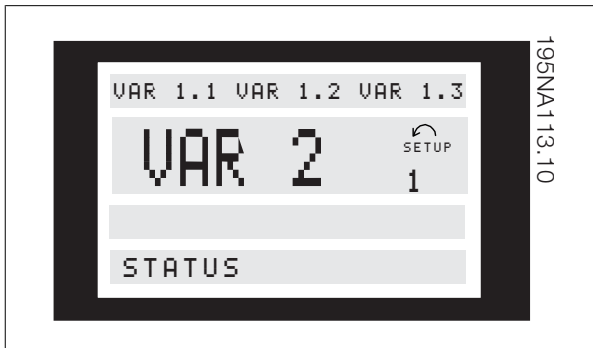 VAR 1.1 VAR 1.2 VAR 1.3
VAR 2
SETUP
1
STATUS
195NA113.10